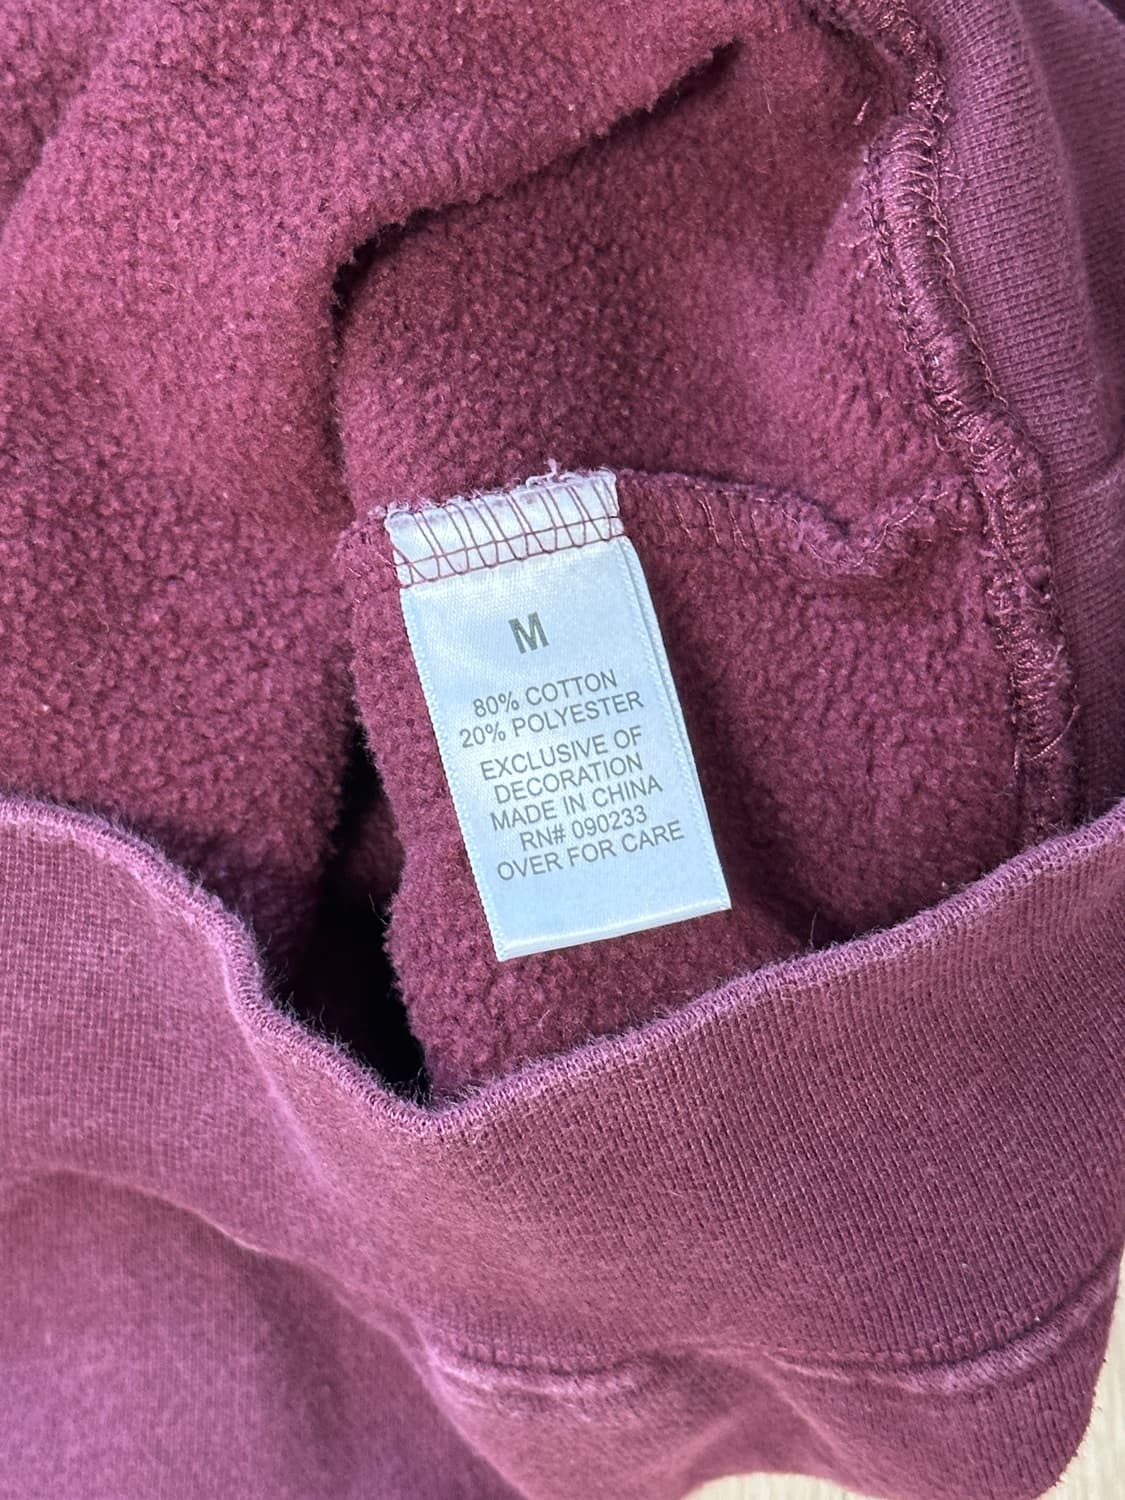 M
80% COTTON
20% POLYESTER
EXCLUSIVE OF
DECORATION
MADE IN CHINA
RN# 090233
OVER FOR CARE